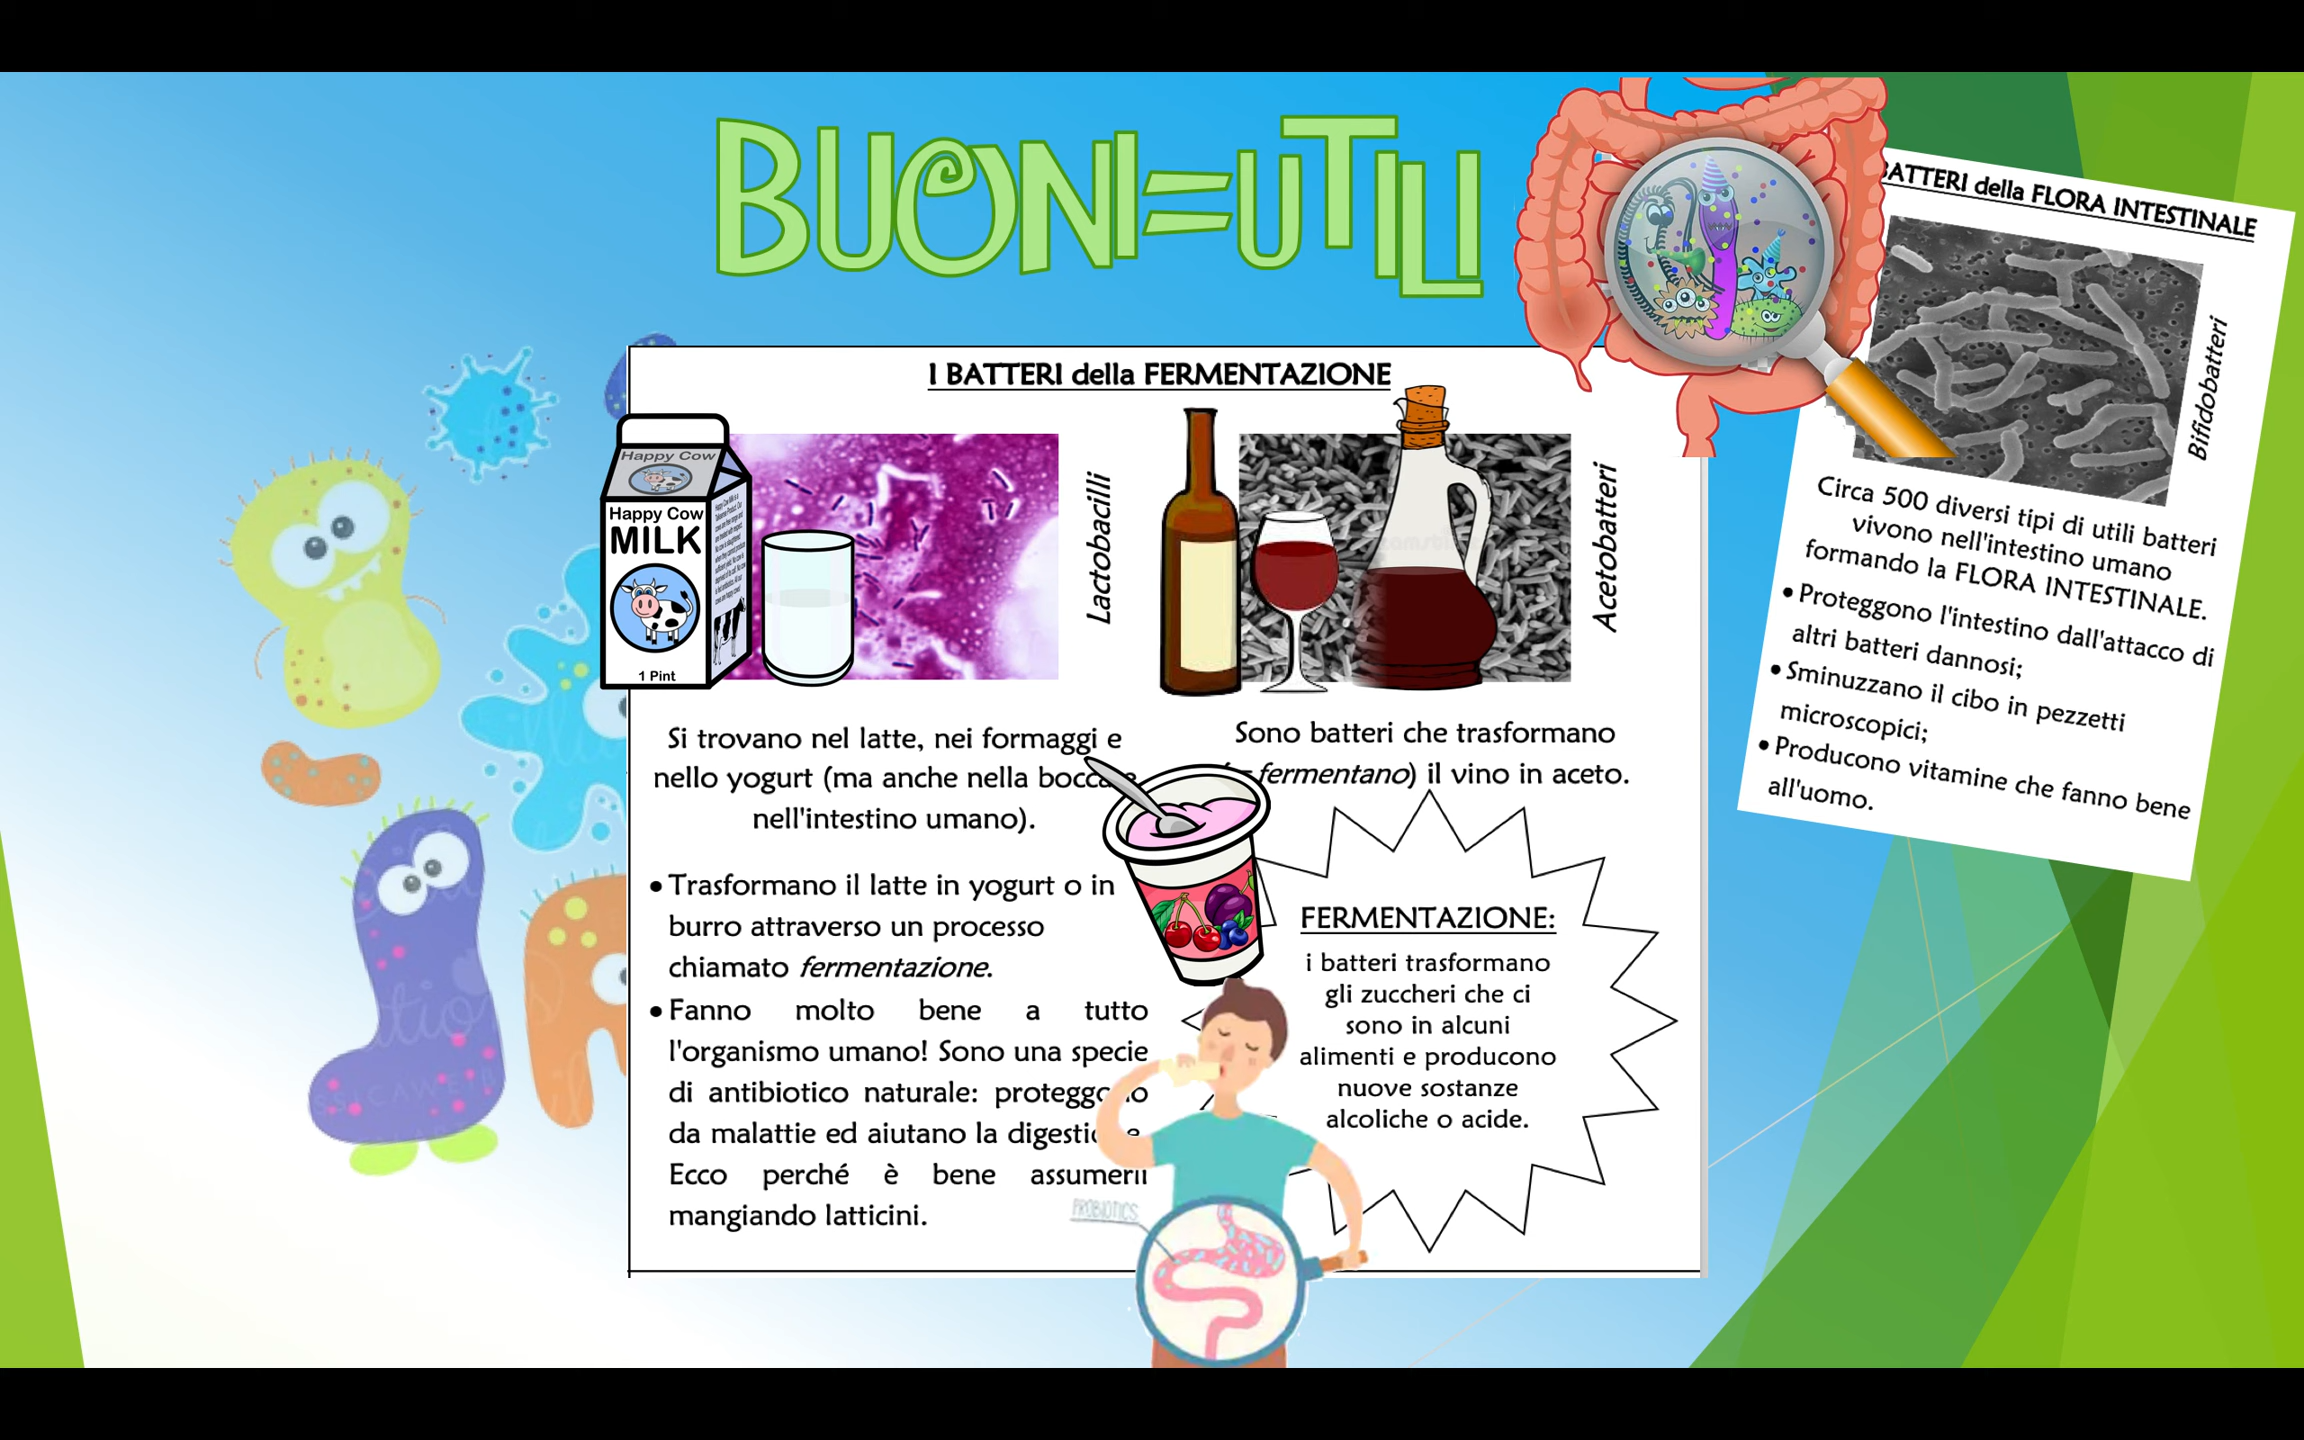 BUONI=UTILI
I BATTERI della FERMENTAZIONE
Happy Cow
Happy Cow
MILK
1 Pint
Lactobacilli
Acetobatteri
Si trovano nel latte, nei formaggi e
nello yogurt (ma anche nella bocca e
nell'intestino umano).
• Trasformano il latte in yogurt o in
burro attraverso un processo
chiamato fermentazione.
• Fanno molto bene a tutto
l'organismo umano! Sono una specie
di antibiotico naturale: proteggono
da malattie ed aiutano la digestione.
Ecco perché è bene assumerli
mangiando latticini.
PROBIOTICS
Sono batteri che trasformano
fermentano) il vino in aceto.
FERMENTAZIONE:
i batteri trasformano
gli zuccheri che ci
sono in alcuni
alimenti e producono
nuove sostanze
alcoliche o acide.
BATTERI della FLORA INTESTINALE
Bifidobatteri
Circa 500 diversi tipi di utili batteri
vivono nell'intestino umano
formando la FLORA INTESTINALE.
• Proteggono l'intestino dall'attacco di
altri batteri dannosi;
• Sminuzzano il cibo in pezzetti
microscopici;
• Producono vitamine che fanno bene
all'uomo.